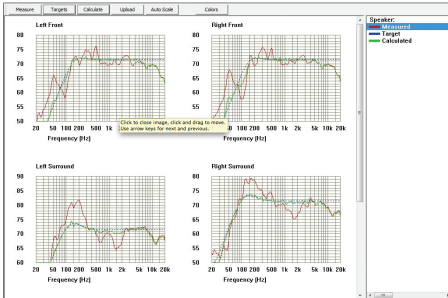 Measure Targets Calculate Upload Auto Scale Colors
Speaker:
Measured
Target
Calculated
Left Front
80
75
70
65
60
55
50
20 50 100 200 500 1k 2k 5k 10k 20k
Frequency [Hz]
Right Front
80
75
70
65
60
55
50
20 50 100 200 500 1k 2k 5k 10k 20k
Frequency [Hz]
Click to close image, click and drag to move.
Use arrow keys for next and previous.
Left Surround
90
85
80
75
70
65
60
20 50 100 200 500 1k 2k 5k 10k 20k
Frequency [Hz]
Right Surround
80
75
70
65
60
55
50
20 50 100 200 500 1k 2k 5k 10k 20k
Frequency [Hz]